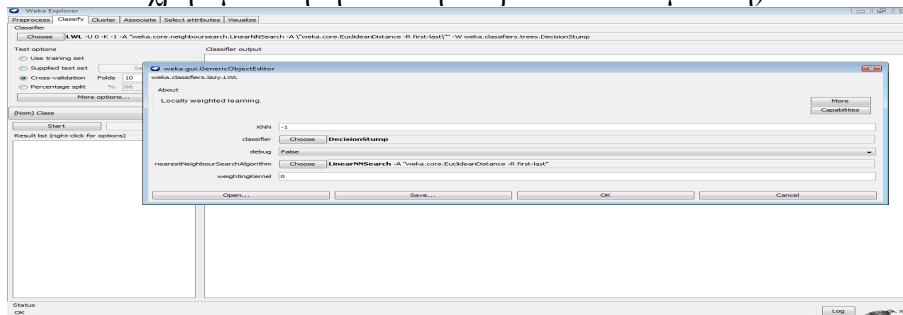 Weka Explorer
Preprocess Classify Cluster Associate Select attributes Visualize
Classifier
Choose LWL -U 0 -K -1 -A "weka.core.neighboursearch.LinearNNSearch -A \"weka.core.EuclideanDistance -R first-last\"" -W weka.classifiers.trees.DecisionStump
Test options
Classifier output
Use training set
Supplied test set
Cross-validation Folds 10
Percentage split % 66
More options...
(Nom) Class
Start
Result list (right-click for options)
weka.gui.GenericObjectEditor
weka.classifiers.lazy.LWL
About
Locally weighted learning.
More
Capabilities
KNN -1
classifier Choose DecisionStump
debug False
nearestNeighbourSearchAlgorithm Choose LinearNNSearch -A "weka.core.EuclideanDistance -R first-last"
weightingKernel 0
Open... Save... OK Cancel
Status
OK
Log